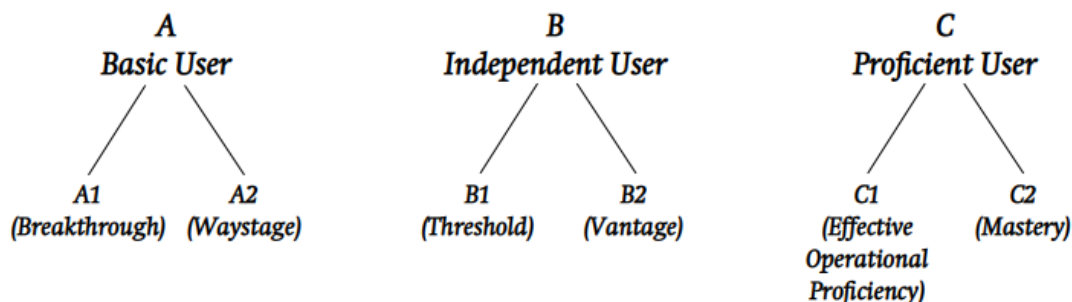 A
Basic User
A1
(Breakthrough)
A2
(Waystage)
B
Independent User
B1
(Threshold)
B2
(Vantage)
C
Proficient User
C1
(Effective
Operational
Proficiency)
C2
(Mastery)